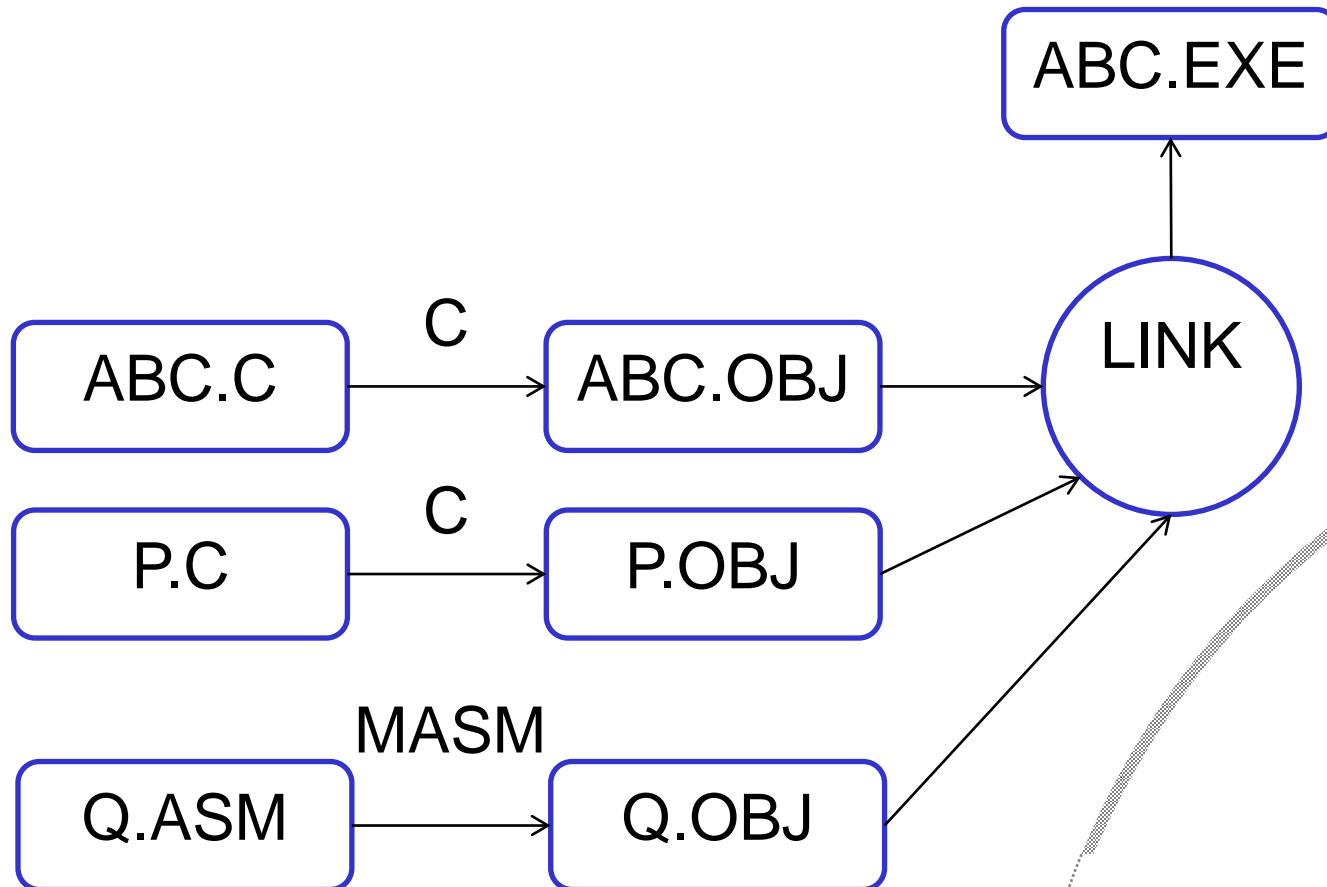 ABC.EXE
LINK
C
ABC.C
ABC.OBJ
C
P.C
P.OBJ
MASM
Q.ASM
Q.OBJ